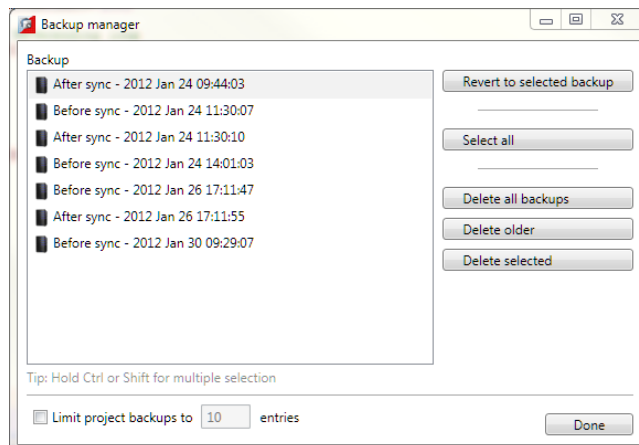 Backup manager
Backup
After sync - 2012 Jan 24 09:44:03
Before sync - 2012 Jan 24 11:30:07
After sync - 2012 Jan 24 11:30:10
Before sync - 2012 Jan 24 14:01:03
Before sync - 2012 Jan 26 17:11:47
After sync - 2012 Jan 26 17:11:55
Before sync - 2012 Jan 30 09:29:07
Revert to selected backup
Select all
Delete all backups
Delete older
Delete selected
Tip: Hold Ctrl or Shift for multiple selection
Limit project backups to 10 entries
Done